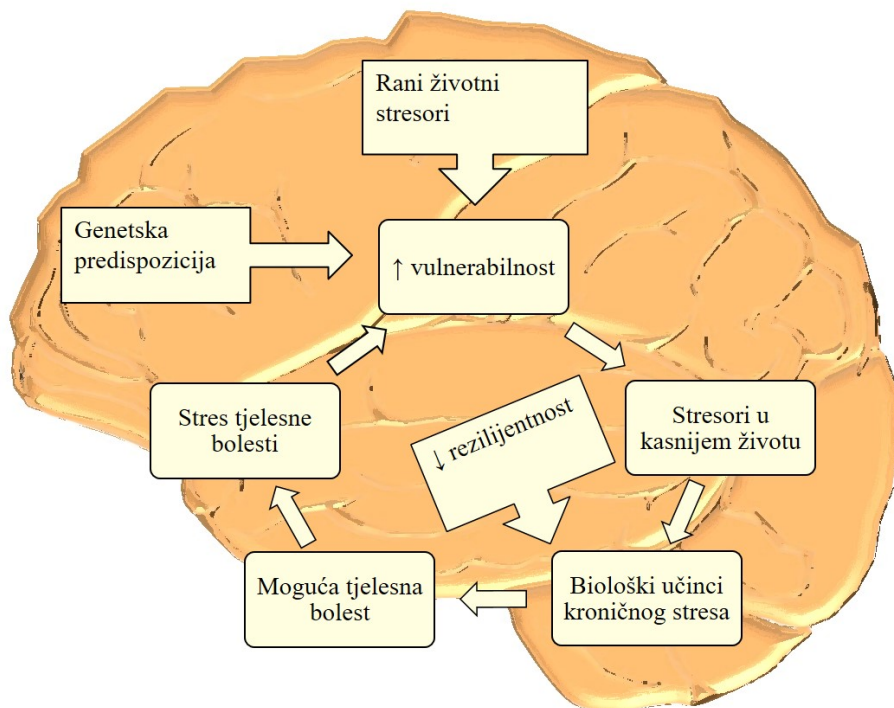 Rani životni
stresori
Genetska
predispozicija
↑ vulnerabilnost
Stres tjelesne
bolesti
↓ rezilijentnost
Stresori u
kasnijem životu
Moguća tjelesna
bolest
Biološki učinci
kroničnog stresa